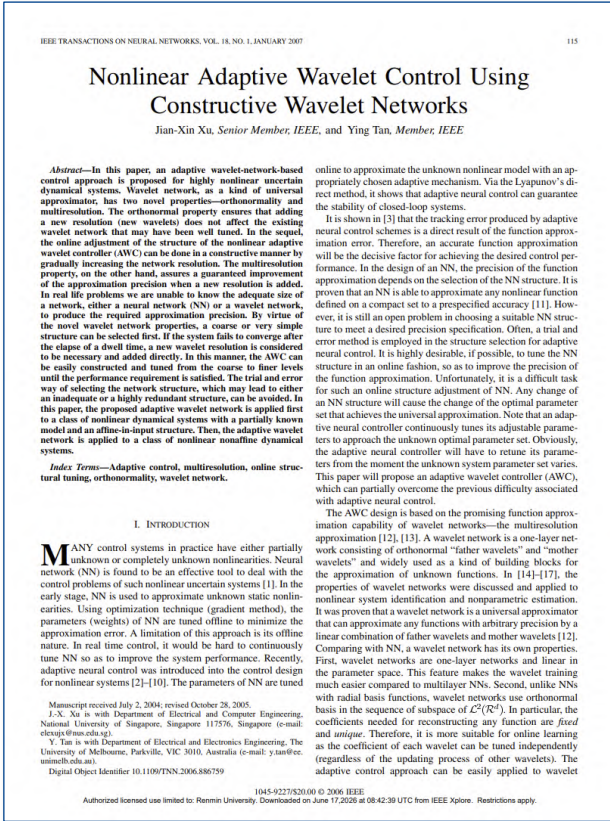 IEEE TRANSACTIONS ON NEURAL NETWORKS, VOL. 18, NO. 1, JANUARY 2007
115
Nonlinear Adaptive Wavelet Control Using
Constructive Wavelet Networks
Jian-Xin Xu, Senior Member, IEEE, and Ying Tan, Member, IEEE
Abstract—In this paper, an adaptive wavelet-network-based
control approach is proposed for highly nonlinear uncertain
dynamical systems. Wavelet network, as a kind of universal
approximator, has two novel properties—orthonormality and
multiresolution. The orthonormal property ensures that adding
a new resolution (new wavelets) does not affect the existing
wavelet network that may have been well tuned. In the sequel,
the online adjustment of the structure of the nonlinear adaptive
wavelet controller (AWC) can be done in a constructive manner by
gradually increasing the network resolution. The multiresolution
property, on the other hand, assures a guaranteed improvement
of the approximation precision when a new resolution is added.
In real life problems we are unable to know the adequate size of
a network, either a neural network (NN) or a wavelet network,
to produce the required approximation precision. By virtue of
the novel wavelet network properties, a coarse or very simple
structure can be selected first. If the system fails to converge after
the elapse of a dwell time, a new wavelet resolution is considered
to be necessary and added directly. In this manner, the AWC can
be easily constructed and tuned from the coarse to finer levels
until the performance requirement is satisfied. The trial and error
way of selecting the network structure, which may lead to either
an inadequate or a highly redundant structure, can be avoided. In
this paper, the proposed adaptive wavelet network is applied first
to a class of nonlinear dynamical systems with a partially known
model and an affine-in-input structure. Then, the adaptive wavelet
network is applied to a class of nonlinear nonaffine dynamical
systems.
Index Terms—Adaptive control, multiresolution, online struc-
tural tuning, orthonormality, wavelet network.
I. INTRODUCTION
MANY control systems in practice have either partially
unknown or completely unknown nonlinearities. Neural
network (NN) is found to be an effective tool to deal with the
control problems of such nonlinear uncertain systems [1]. In the
early stage, NN is used to approximate unknown static nonlin-
earities. Using optimization technique (gradient method), the
parameters (weights) of NN are tuned offline to minimize the
approximation error. A limitation of this approach is its offline
nature. In real time control, it would be hard to continuously
tune NN so as to improve the system performance. Recently,
adaptive neural control was introduced into the control design
for nonlinear systems [2]–[10]. The parameters of NN are tuned
Manuscript received July 2, 2004; revised October 28, 2005.
J.-X. Xu is with Department of Electrical and Computer Engineering,
National University of Singapore, Singapore 117576, Singapore (e-mail:
elexujx@nus.edu.sg).
Y. Tan is with Department of Electrical and Electronics Engineering, The
University of Melbourne, Parkville, VIC 3010, Australia (e-mail: y.tan@ee.
unimelb.edu.au).
Digital Object Identifier 10.1109/TNN.2006.886759
online to approximate the unknown nonlinear model with an ap-
propriately chosen adaptive mechanism. Via the Lyapunov's di-
rect method, it shows that adaptive neural control can guarantee
the stability of closed-loop systems.
It is shown in [3] that the tracking error produced by adaptive
neural control schemes is a direct result of the function approx-
imation error. Therefore, an accurate function approximation
will be the decisive factor for achieving the desired control per-
formance. In the design of an NN, the precision of the function
approximation depends on the selection of the NN structure. It is
proven that an NN is able to approximate any nonlinear function
defined on a compact set to a prespecified accuracy [11]. How-
ever, it is still an open problem in choosing a suitable NN struc-
ture to meet a desired precision specification. Often, a trial and
error method is employed in the structure selection for adaptive
neural control. It is highly desirable, if possible, to tune the NN
structure in an online fashion, so as to improve the precision of
the function approximation. Unfortunately, it is a difficult task
for such an online structure adjustment of NN. Any change of
an NN structure will cause the change of the optimal parameter
set that achieves the universal approximation. Note that an adap-
tive neural controller continuously tunes its adjustable parame-
ters to approach the unknown optimal parameter set. Obviously,
the adaptive neural controller will have to retune its parame-
ters from the moment the unknown system parameter set varies.
This paper will propose an adaptive wavelet controller (AWC),
which can partially overcome the previous difficulty associated
with adaptive neural control.
The AWC design is based on the promising function approx-
imation capability of wavelet networks—the multiresolution
approximation [12], [13]. A wavelet network is a one-layer net-
work consisting of orthonormal “father wavelets” and “mother
wavelets” and widely used as a kind of building blocks for
the approximation of unknown functions. In [14]–[17], the
properties of wavelet networks were discussed and applied to
nonlinear system identification and nonparametric estimation.
It was proven that a wavelet network is a universal approximator
that can approximate any functions with arbitrary precision by a
linear combination of father wavelets and mother wavelets [12].
Comparing with NN, a wavelet network has its own properties.
First, wavelet networks are one-layer networks and linear in
the parameter space. This feature makes the wavelet training
much easier compared to multilayer NNs. Second, unlike NNs
with radial basis functions, wavelet networks use orthonormal
basis in the sequence of subspace of L²(Rᵈ). In particular, the
coefficients needed for reconstructing any function are fixed
and unique. Therefore, it is more suitable for online learning
as the coefficient of each wavelet can be tuned independently
(regardless of the updating process of other wavelets). The
adaptive control approach can be easily applied to wavelet
1045-9227/$20.00 © 2006 IEEE
Authorized licensed use limited to: Renmin University. Downloaded on June 17,2026 at 08:42:39 UTC from IEEE Xplore. Restrictions apply.